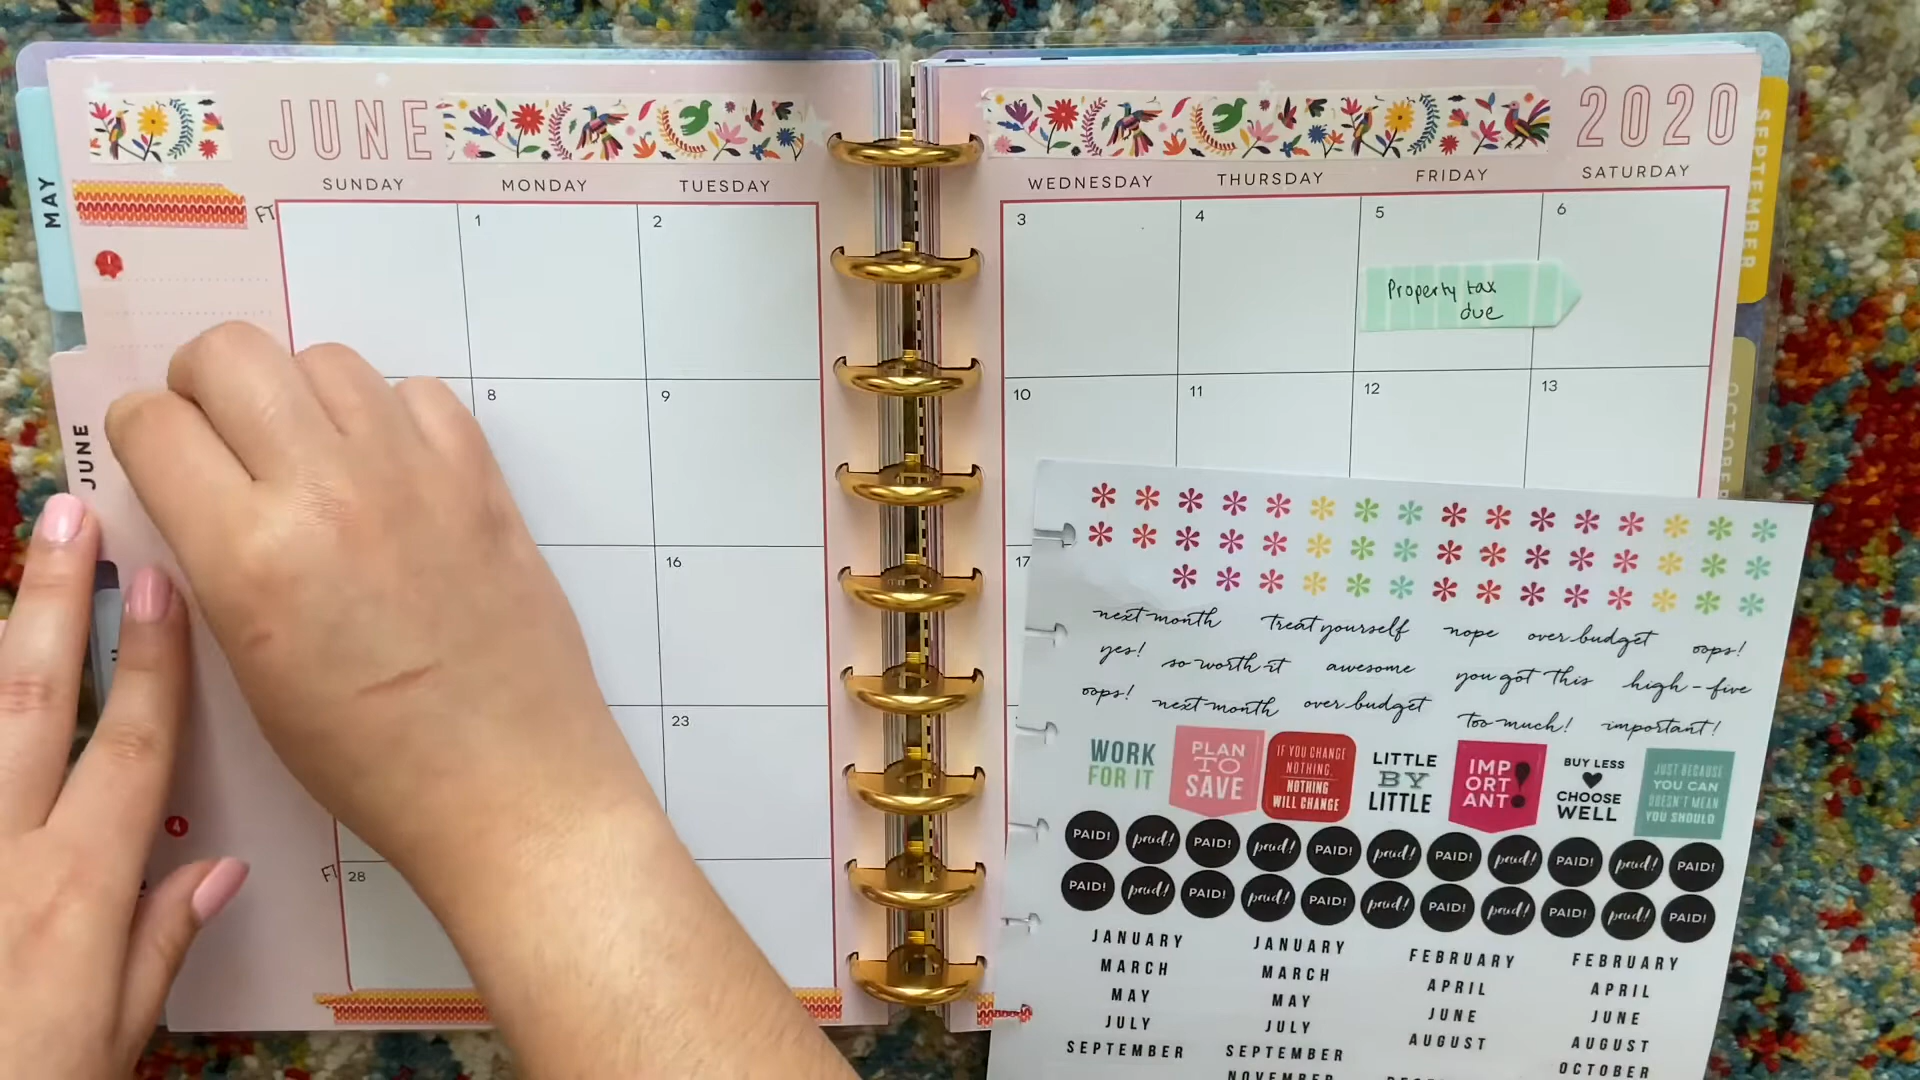 JUNE
2020
SUNDAY MONDAY TUESDAY WEDNESDAY THURSDAY FRIDAY SATURDAY
MAY
JUNE
SEPTEMBER
1 2 3 4 5 6
Property tax
due
8 9 10 11 12 13
16 17
23
28
4
next month treat yourself nope over budget oops!
yes! so worth it awesome you got this high-five
oops! next month over budget too much! important!
WORK
FOR IT
PLAN
TO
SAVE
IF YOU CHANGE
NOTHING,
NOTHING
WILL CHANGE
LITTLE
BY
LITTLE
IMP
ORT
ANT!
BUY LESS
CHOOSE
WELL
JUST BECAUSE
YOU CAN
DOESN'T MEAN
YOU SHOULD
PAID! paid! PAID! paid! PAID! paid! PAID! paid! PAID! paid! PAID!
PAID! paid! PAID! paid! PAID! paid! PAID! paid! PAID! paid! PAID!
JANUARY JANUARY FEBRUARY FEBRUARY
MARCH MARCH APRIL APRIL
MAY MAY JUNE JUNE
JULY JULY AUGUST AUGUST
SEPTEMBER SEPTEMBER OCTOBER
NOVEMBER